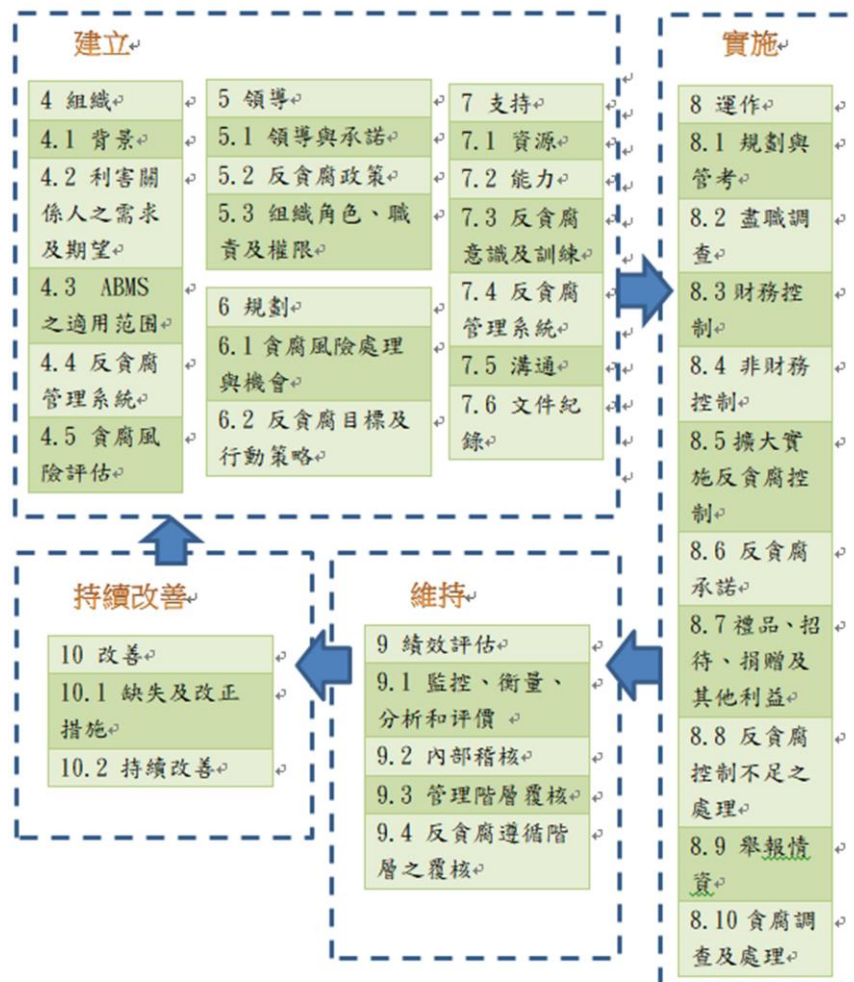 建立
4 組織
4.1 背景
4.2 利害關
係人之需求
及期望
4.3 ABMS
之適用范围
4.4 反貪腐
管理系統
4.5 貪腐風
險評估
5 領導
5.1 領導與承諾
5.2 反貪腐政策
5.3 組織角色、職
責及權限
6 規劃
6.1 貪腐風險處理
與機會
6.2 反貪腐目標及
行動策略
7 支持
7.1 資源
7.2 能力
7.3 反貪腐
意識及訓練
7.4 反貪腐
管理系統
7.5 溝通
7.6 文件紀
錄
實施
8 運作
8.1 規劃與
管考
8.2 盡職調
查
8.3 財務控
制
8.4 非財務
控制
8.5 擴大實
施反貪腐控
制
8.6 反貪腐
承諾
8.7 禮品、招
待、捐贈及
其他利益
8.8 反貪腐
控制不足之
處理
8.9 舉報情
資
8.10 貪腐調
查及處理
維持
9 績效評估
9.1 監控、衡量、
分析和评價
9.2 內部稽核
9.3 管理階層覆核
9.4 反貪腐遵循階
層之覆核
持續改善
10 改善
10.1 缺失及改正
措施
10.2 持續改善